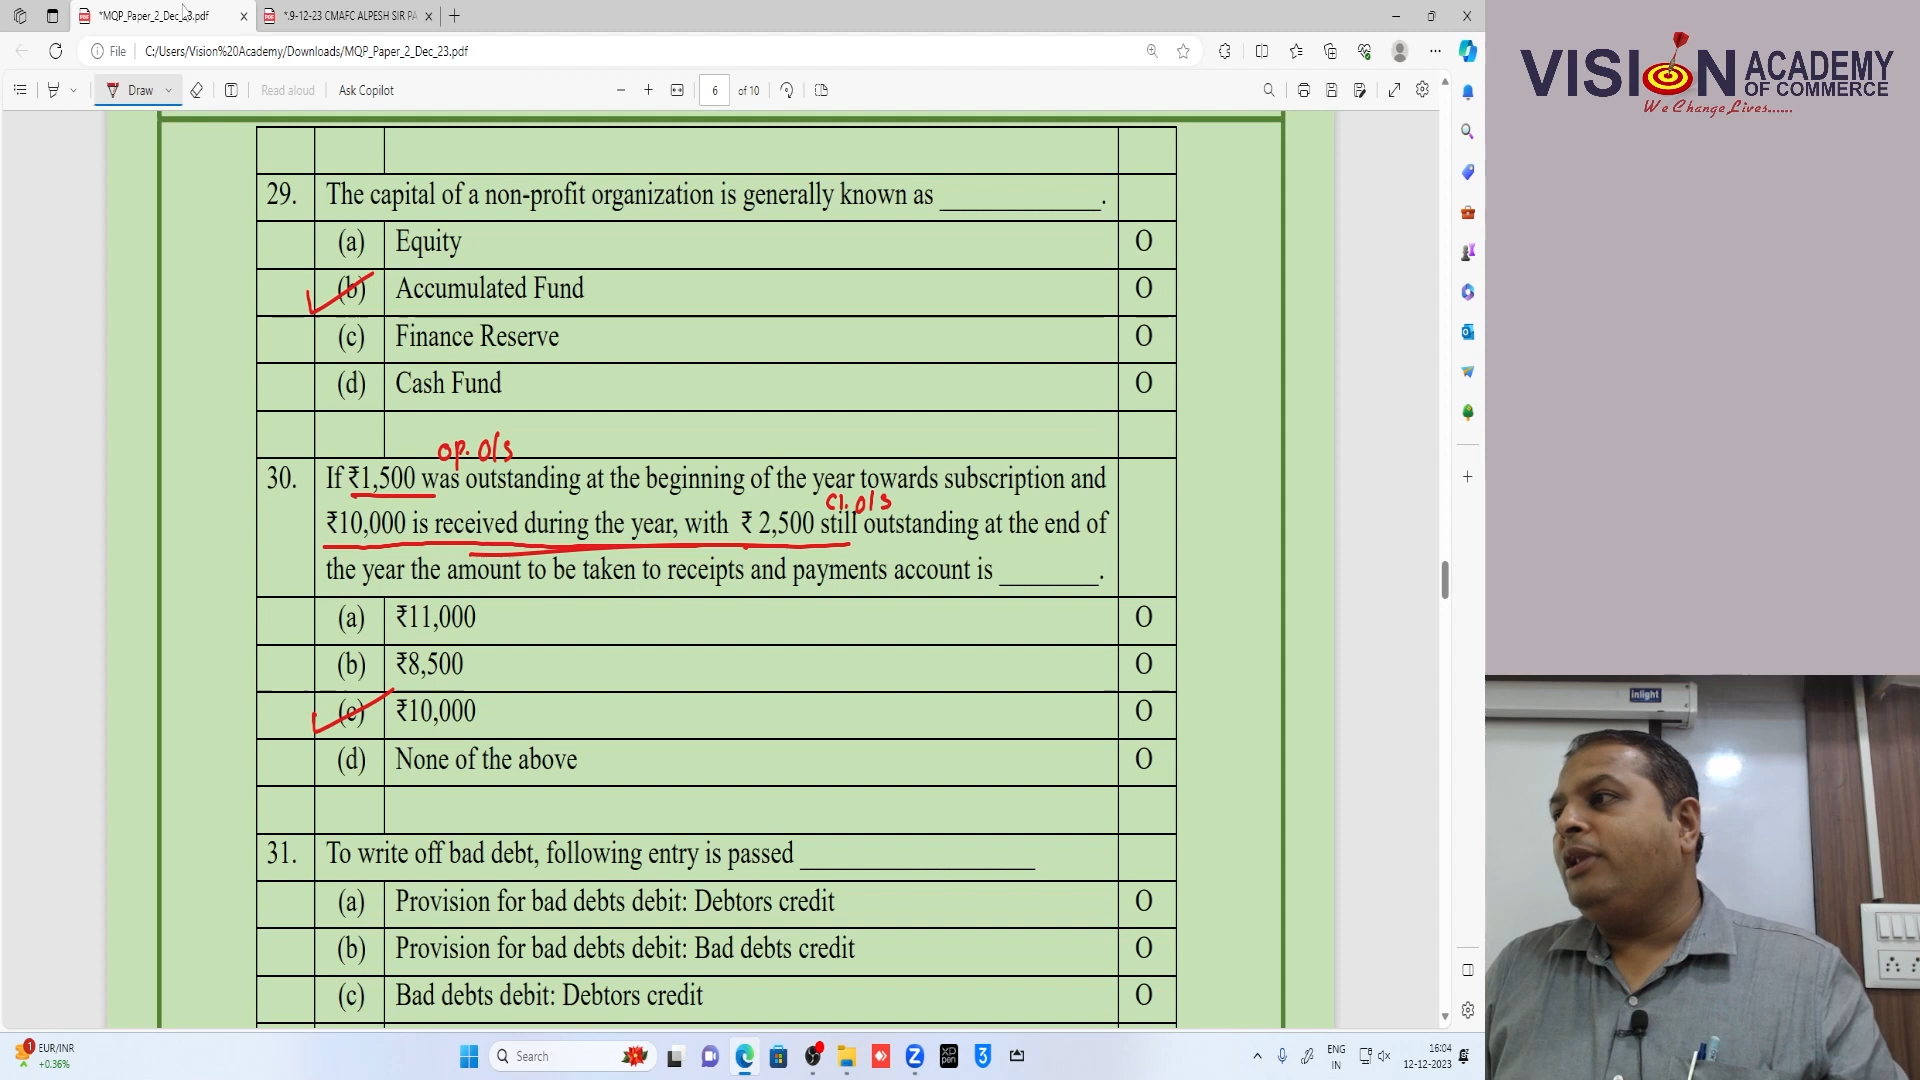 *MQP_Paper_2_Dec_23.pdf
*.9-12-23 CMAFC ALPESH SIR PA
File C:/Users/Vision%20Academy/Downloads/MQP_Paper_2_Dec_23.pdf
Draw
Read aloud
Ask Copilot
6 of 10
VISION ACADEMY OF COMMERCE
We Change Lives......
29. The capital of a non-profit organization is generally known as ____________.
(a) Equity O
(b) Accumulated Fund O
(c) Finance Reserve O
(d) Cash Fund O
op. o/s
30. If ₹1,500 was outstanding at the beginning of the year towards subscription and
cl. o/s
₹10,000 is received during the year, with ₹ 2,500 still outstanding at the end of
the year the amount to be taken to receipts and payments account is ________.
(a) ₹11,000 O
(b) ₹8,500 O
(c) ₹10,000 O
(d) None of the above O
31. To write off bad debt, following entry is passed __________________
(a) Provision for bad debts debit: Debtors credit O
(b) Provision for bad debts debit: Bad debts credit O
(c) Bad debts debit: Debtors credit O
inlight
1
EUR/INR
+0.36%
Search
ENG
IN
16:04
12-12-2023